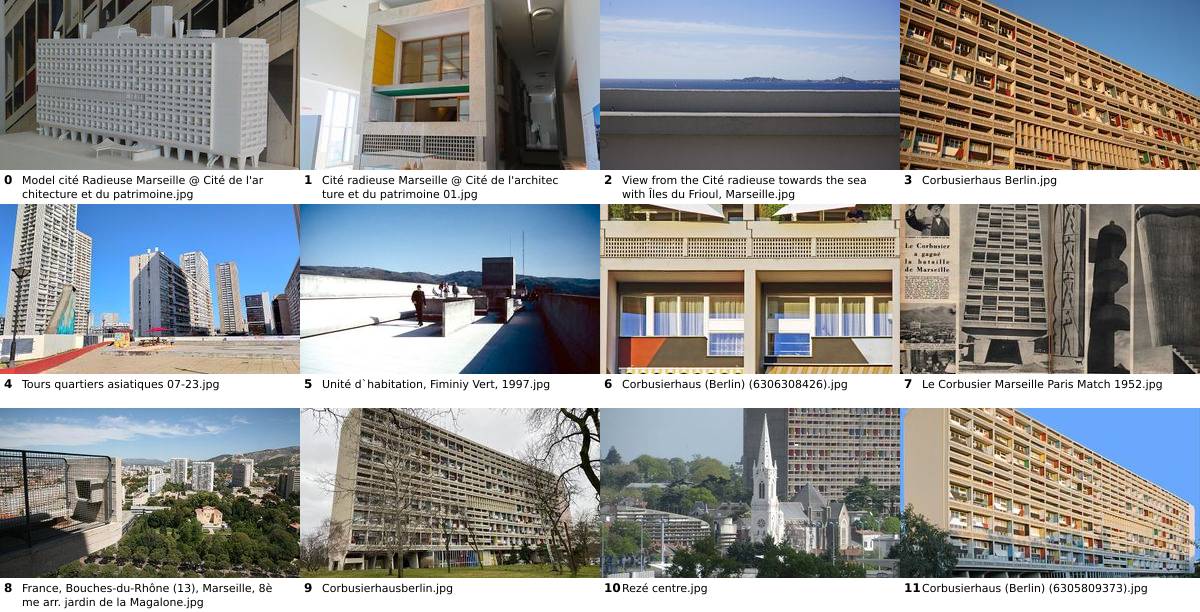 0 Model cité Radieuse Marseille @ Cité de l'ar
chitecture et du patrimoine.jpg
1 Cité radieuse Marseille @ Cité de l'architec
ture et du patrimoine 01.jpg
2 View from the Cité radieuse towards the sea
with Îles du Frioul, Marseille.jpg
3 Corbusierhaus Berlin.jpg
4 Tours quartiers asiatiques 07-23.jpg
5 Unité d`habitation, Fiminiy Vert, 1997.jpg
6 Corbusierhaus (Berlin) (6306308426).jpg
Le Corbusier
a gagné
la bataille
de Marseille
7 Le Corbusier Marseille Paris Match 1952.jpg
8 France, Bouches-du-Rhône (13), Marseille, 8è
me arr. jardin de la Magalone.jpg
9 Corbusierhausberlin.jpg
10 Rezé centre.jpg
11 Corbusierhaus (Berlin) (6305809373).jpg